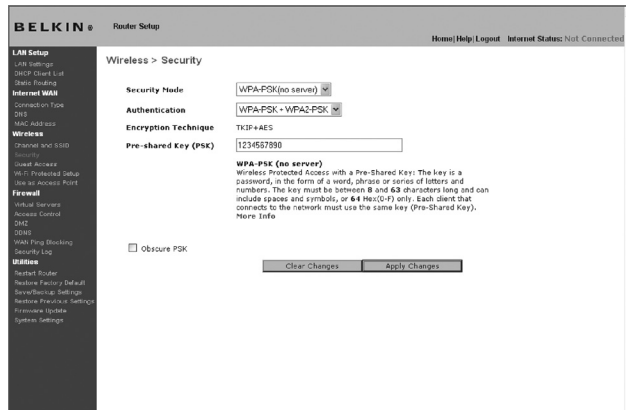 BELKIN
Router Setup
Home|Help|Logout Internet Status: Not Connected
LAN Setup
LAN Settings
DHCP Client List
Static Routing
Internet WAN
Connection Type
DNS
MAC Address
Wireless
Channel and SSID
Security
Guest Access
Wi-Fi Protected Setup
Use as Access Point
Firewall
Virtual Servers
Access Control
DMZ
DDNS
WAN Ping Blocking
Security Log
Utilities
Restart Router
Restore Factory Default
Save/Backup Settings
Restore Previous Settings
Firmware Update
System Settings
Wireless > Security
Security Mode WPA-PSK(no server)
Authentication WPA-PSK + WPA2-PSK
Encryption Technique TKIP+AES
Pre-shared Key (PSK) 1234567890
WPA-PSK (no server)
Wireless Protected Access with a Pre-Shared Key: The key is a
password, in the form of a word, phrase or series of letters and
numbers. The key must be between 8 and 63 characters long and can
include spaces and symbols, or 64 Hex(0-F) only. Each client that
connects to the network must use the same key (Pre-Shared Key).
More Info
Obscure PSK
Clear Changes Apply Changes